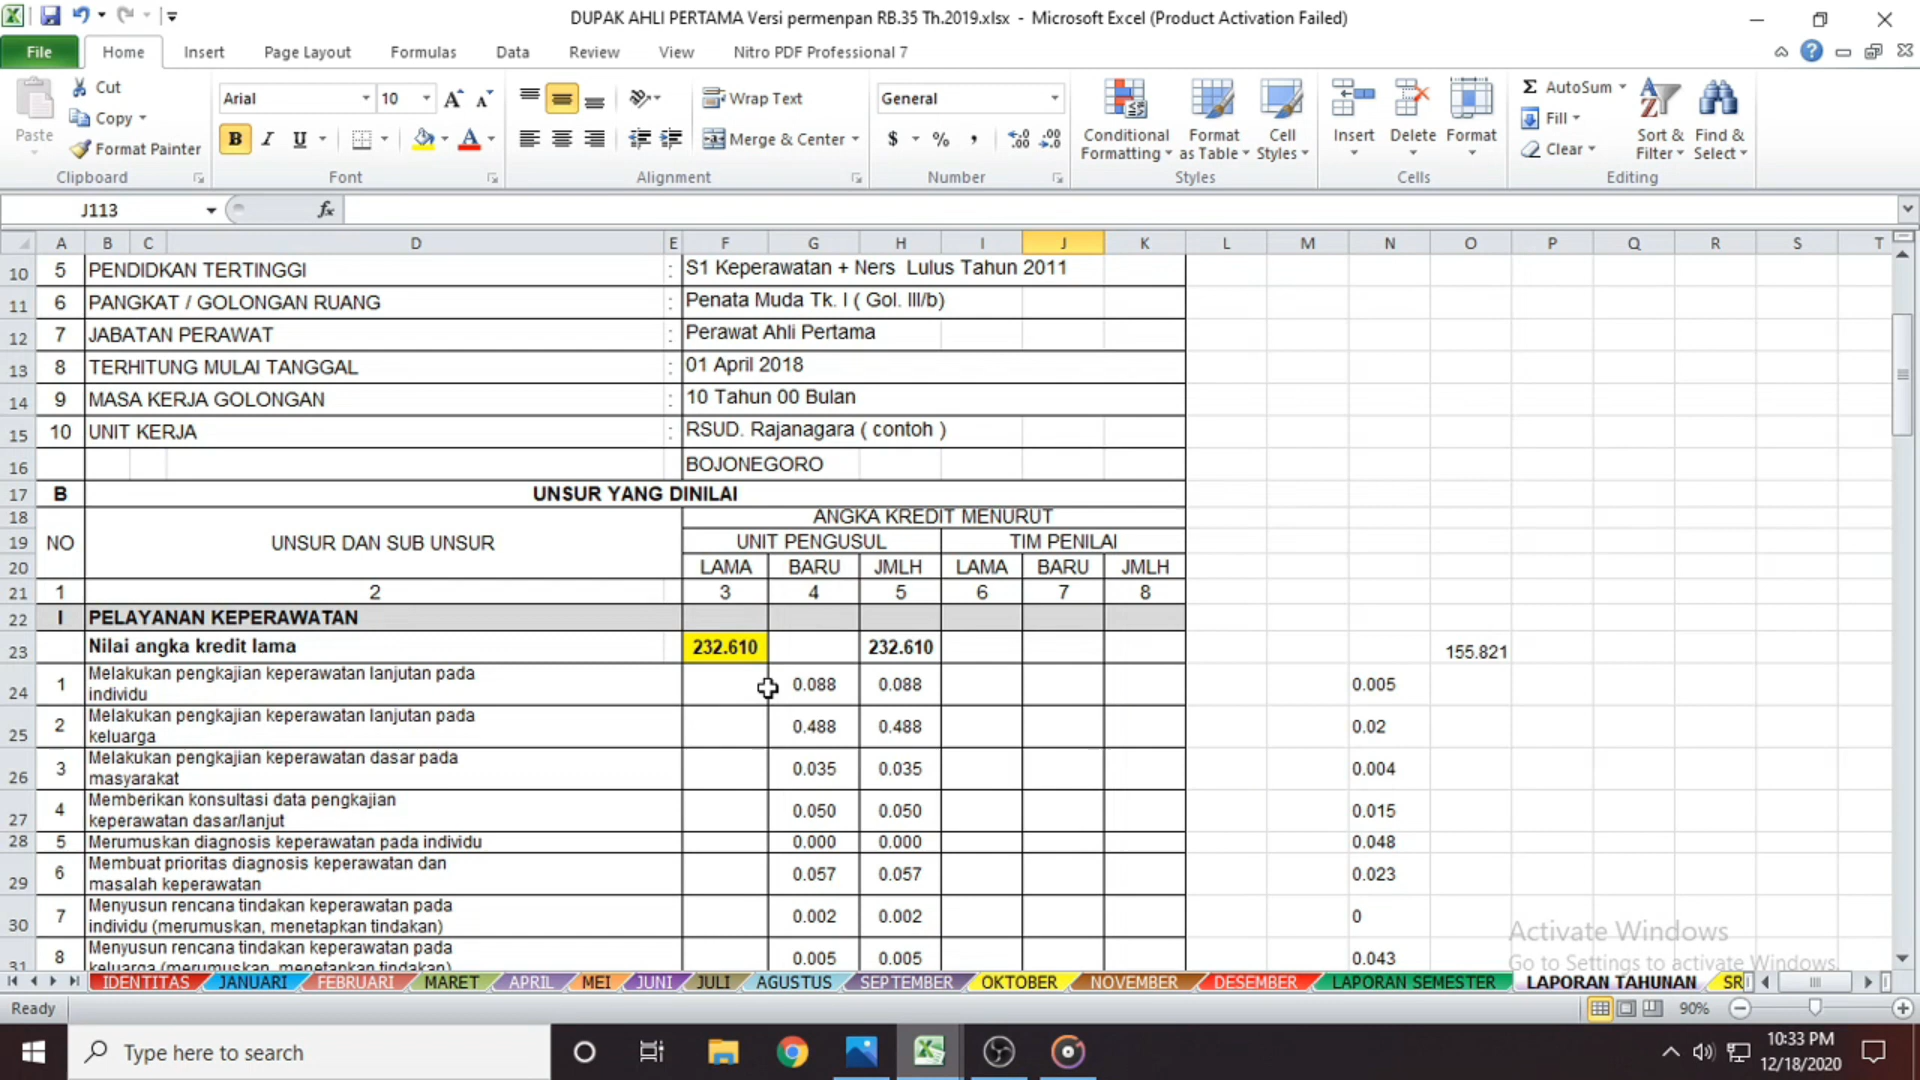 DUPAK AHLI PERTAMA Versi permenpan RB.35 Th.2019.xlsx - Microsoft Excel (Product Activation Failed)
File Home Insert Page Layout Formulas Data Review View Nitro PDF Professional 7
Paste Cut Copy Format Painter Clipboard
Arial 10 B I U Font
Wrap Text Merge & Center Alignment
General $ % , Number
Conditional Formatting Format as Table Cell Styles Styles
Insert Delete Format Cells
Σ AutoSum Fill Clear Sort & Filter Find & Select Editing
J113 fx
A B C D E F G H I J K L M N O P Q R S T
10 5 PENDIDKAN TERTINGGI : S1 Keperawatan + Ners Lulus Tahun 2011
11 6 PANGKAT / GOLONGAN RUANG : Penata Muda Tk. I ( Gol. III/b)
12 7 JABATAN PERAWAT : Perawat Ahli Pertama
13 8 TERHITUNG MULAI TANGGAL : 01 April 2018
14 9 MASA KERJA GOLONGAN : 10 Tahun 00 Bulan
15 10 UNIT KERJA : RSUD. Rajanagara ( contoh )
16 BOJONEGORO
17 B UNSUR YANG DINILAI
18 ANGKA KREDIT MENURUT
19 NO UNSUR DAN SUB UNSUR UNIT PENGUSUL TIM PENILAI
20 LAMA BARU JMLH LAMA BARU JMLH
21 1 2 3 4 5 6 7 8
22 I PELAYANAN KEPERAWATAN
23 Nilai angka kredit lama 232.610 232.610 155.821
24 1 Melakukan pengkajian keperawatan lanjutan pada individu 0.088 0.088 0.005
25 2 Melakukan pengkajian keperawatan lanjutan pada keluarga 0.488 0.488 0.02
26 3 Melakukan pengkajian keperawatan dasar pada masyarakat 0.035 0.035 0.004
27 4 Memberikan konsultasi data pengkajian keperawatan dasar/lanjut 0.050 0.050 0.015
28 5 Merumuskan diagnosis keperawatan pada individu 0.000 0.000 0.048
29 6 Membuat prioritas diagnosis keperawatan dan masalah keperawatan 0.057 0.057 0.023
30 7 Menyusun rencana tindakan keperawatan pada individu (merumuskan, menetapkan tindakan) 0.002 0.002 0
31 8 Menyusun rencana tindakan keperawatan pada keluarga (merumuskan, menetapkan tindakan) 0.005 0.005 0.043
Activate Windows
Go to Settings to activate Windows.
IDENTITAS JANUARI FEBRUARI MARET APRIL MEI JUNI JULI AGUSTUS SEPTEMBER OKTOBER NOVEMBER DESEMBER LAPORAN SEMESTER LAPORAN TAHUNAN SR
Ready 90%
Type here to search
10:33 PM
12/18/2020